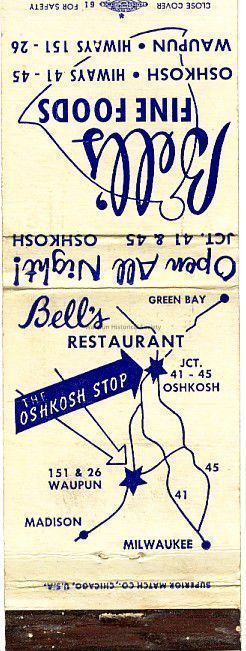 CLOSE COVER FOR SAFETY
61
WAUPUN • HIWAYS 151 - 26
OSHKOSH • HIWAYS 41 - 45
FINE FOODS
Bell's
JCT. 41 & 45 OSHKOSH
Open All Night!
Bell's
GREEN BAY
RESTAURANT
THE
OSHKOSH STOP
JCT.
41 - 45
OSHKOSH
151 & 26
WAUPUN
45
41
MADISON
MILWAUKEE
SUPERIOR MATCH CO., CHICAGO, U.S.A.